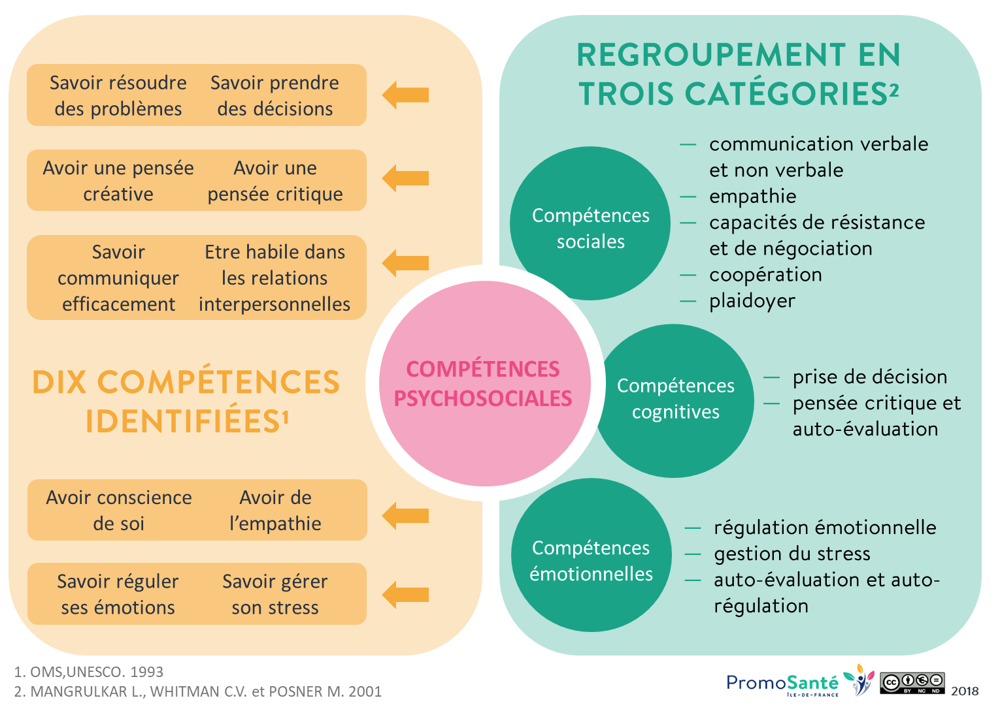 Savoir résoudre
des problèmes
Savoir prendre
des décisions
Avoir une pensée
créative
Avoir une
pensée critique
Savoir
communiquer
efficacement
Etre habile dans
les relations
interpersonnelles
DIX COMPÉTENCES
IDENTIFIÉES¹
Avoir conscience
de soi
Avoir de
l’empathie
Savoir réguler
ses émotions
Savoir gérer
son stress
COMPÉTENCES
PSYCHOSOCIALES
REGROUPEMENT EN
TROIS CATÉGORIES²
Compétences
sociales
— communication verbale
et non verbale
— empathie
— capacités de résistance
et de négociation
— coopération
— plaidoyer
Compétences
cognitives
— prise de décision
— pensée critique et
auto-évaluation
Compétences
émotionnelles
— régulation émotionnelle
— gestion du stress
— auto-évaluation et auto-
régulation
1. OMS,UNESCO. 1993
2. MANGRULKAR L., WHITMAN C.V. et POSNER M. 2001
PromoSanté
ÎLE-DE-FRANCE
cc
BY NC ND
2018